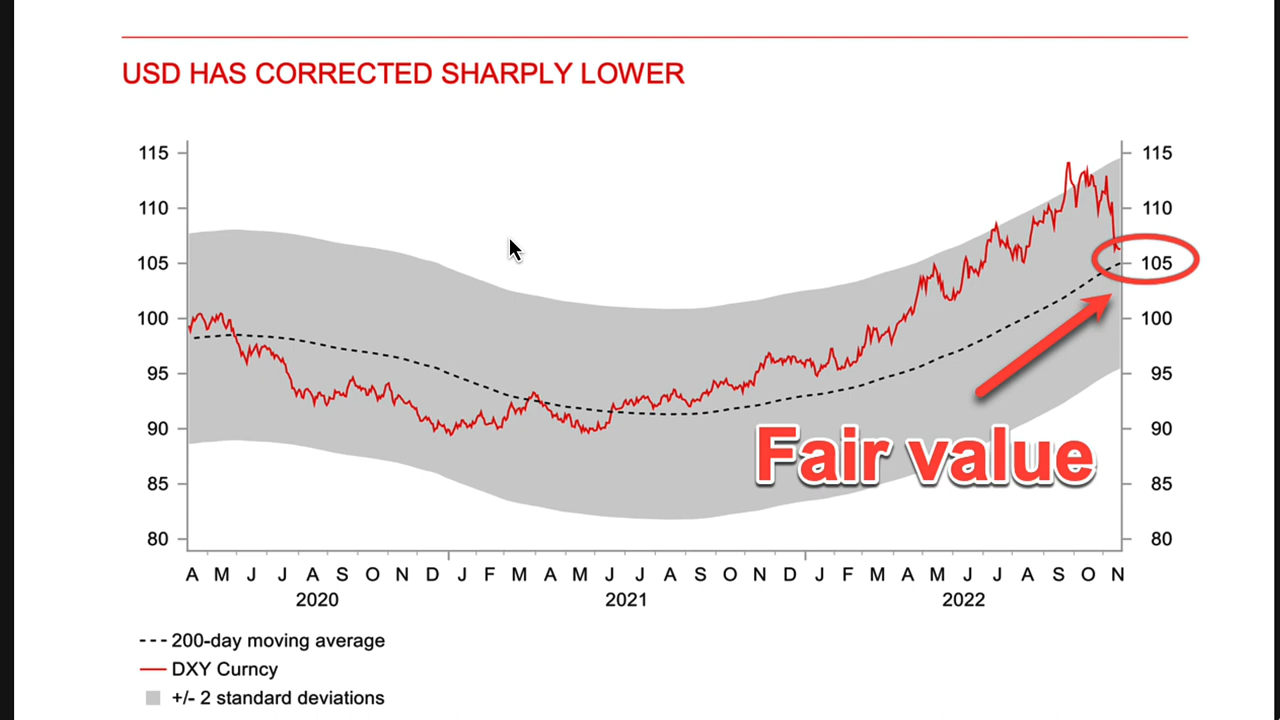 USD HAS CORRECTED SHARPLY LOWER
115 115
110 110
105 105
100 100
95 95
90 90
Fair value
85 85
80 80
A M J J A S O N D J F M A M J J A S O N D J F M A M J J A S O N
2020 2021 2022
200-day moving average
DXY Curncy
+/- 2 standard deviations